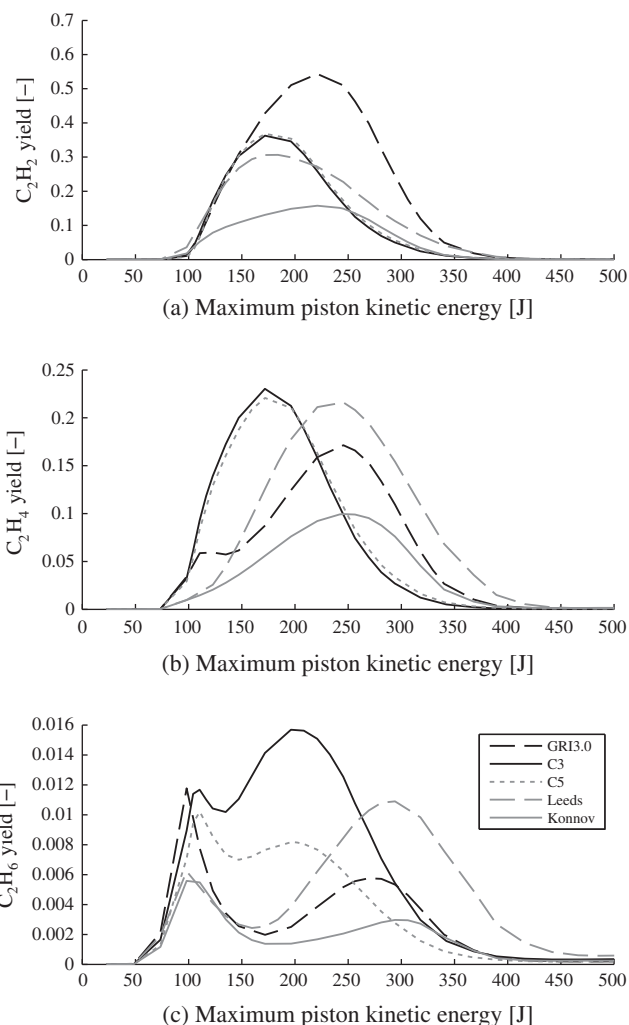 0.7
0.6
0.5
0.4
0.3
0.2
0.1
0
C₂H₂ yield [−]
0 50 100 150 200 250 300 350 400 450 500
(a) Maximum piston kinetic energy [J]
0.25
0.2
0.15
0.1
0.05
0
C₂H₄ yield [−]
0 50 100 150 200 250 300 350 400 450 500
(b) Maximum piston kinetic energy [J]
0.016
0.014
0.012
0.01
0.008
0.006
0.004
0.002
0
C₂H₆ yield [−]
GRI3.0
C3
C5
Leeds
Konnov
0 50 100 150 200 250 300 350 400 450 500
(c) Maximum piston kinetic energy [J]